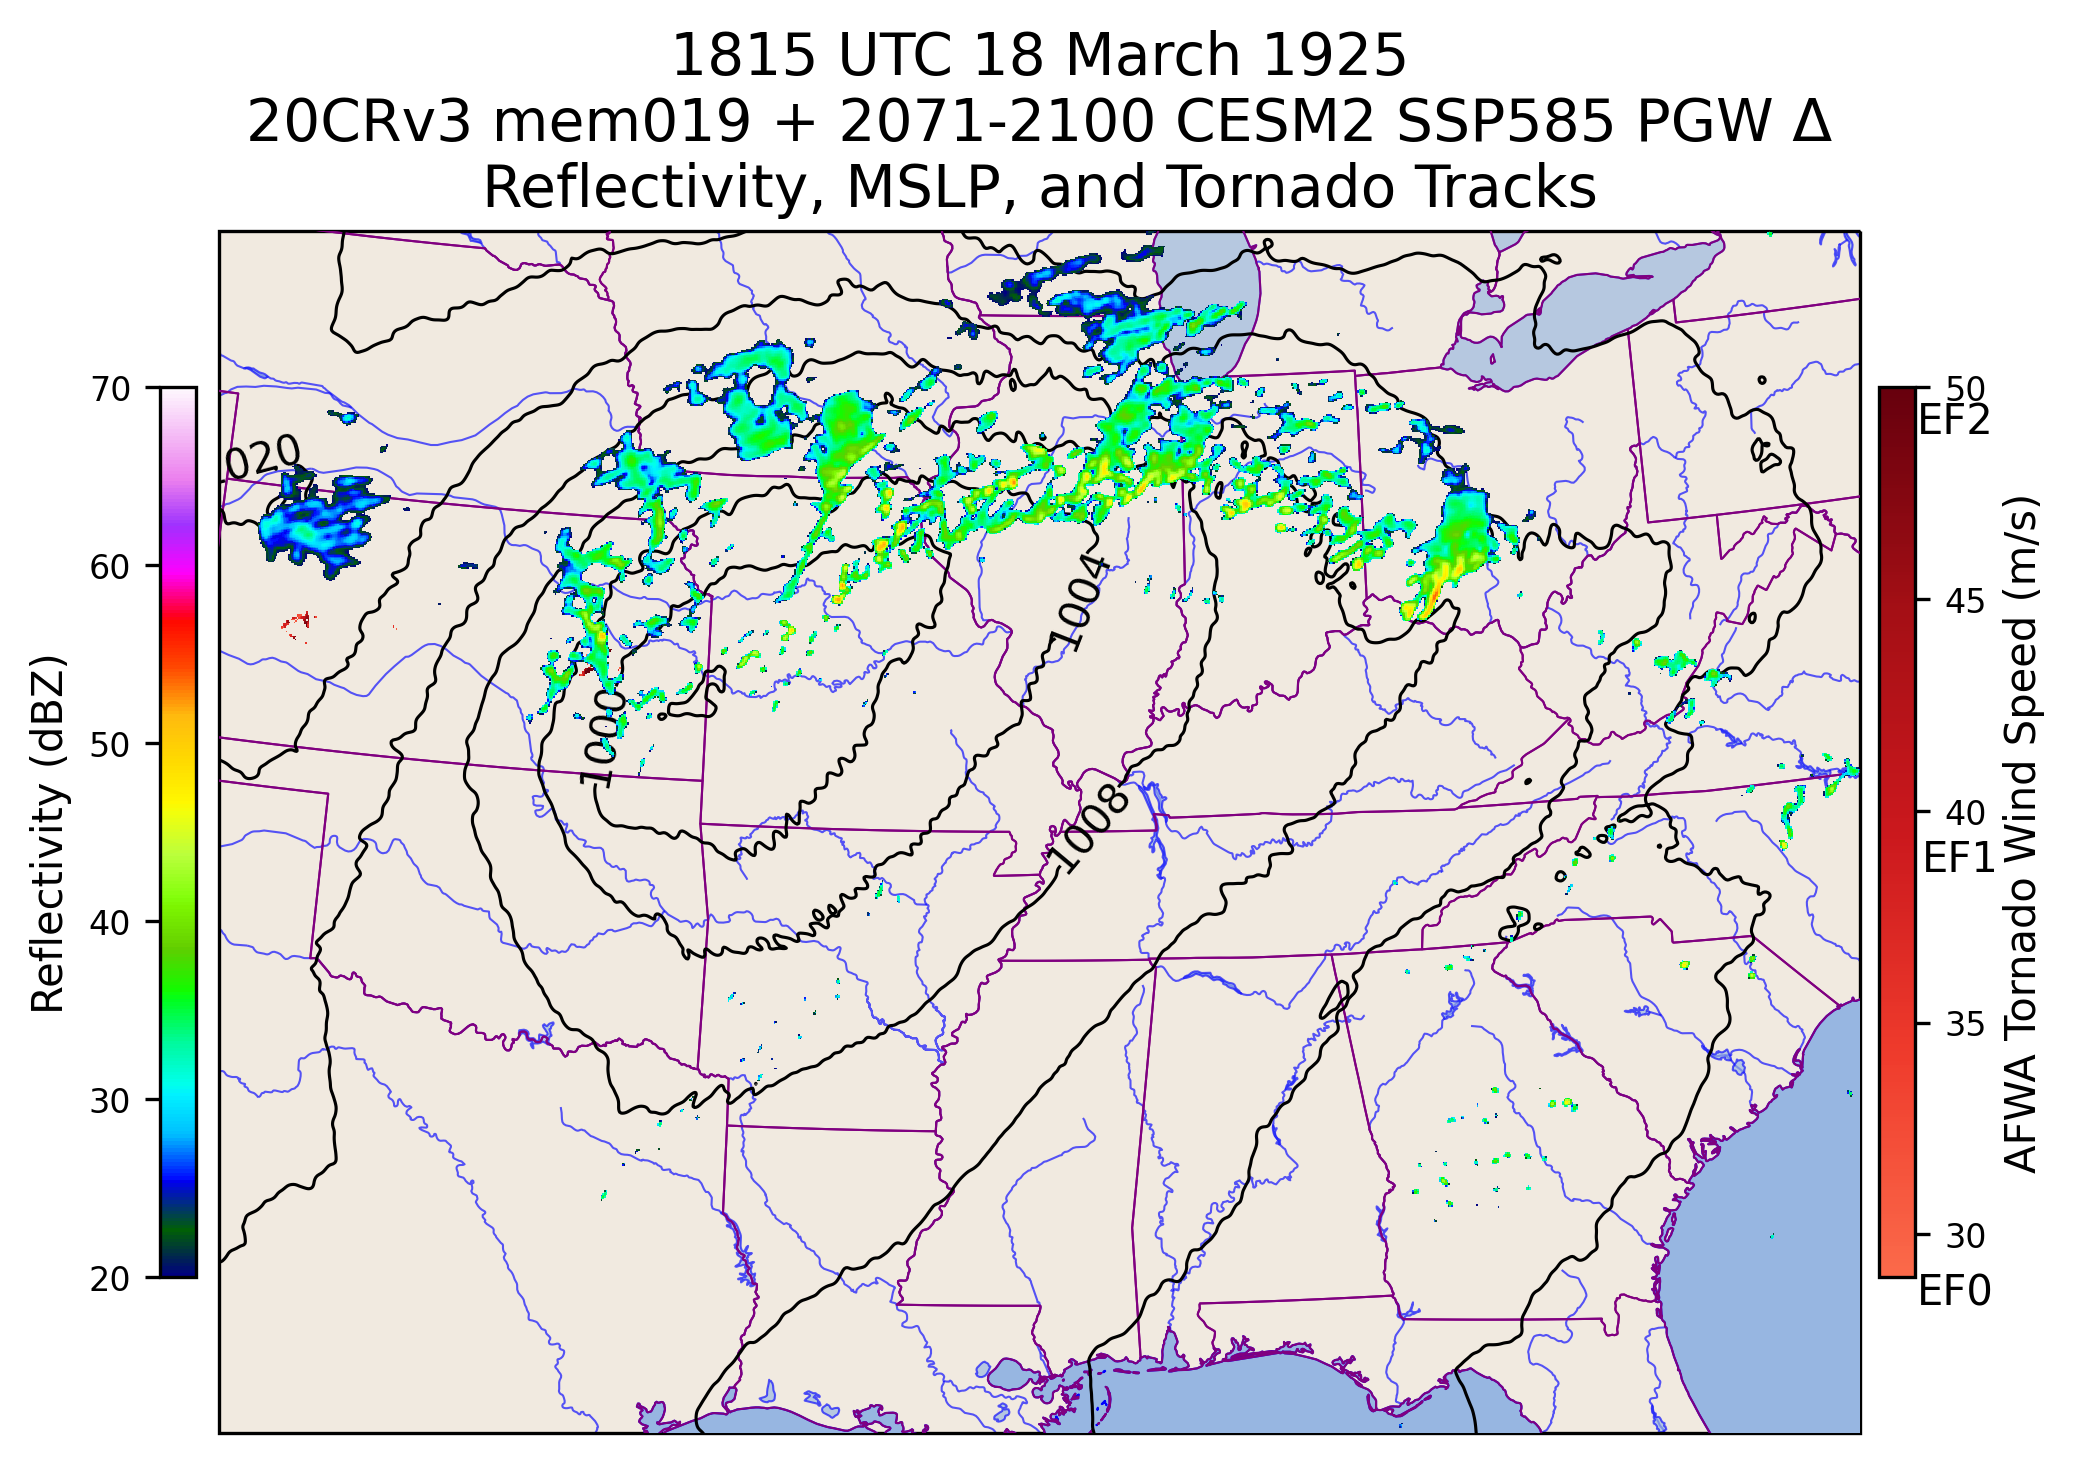 1815 UTC 18 March 1925
20CRv3 mem019 + 2071-2100 CESM2 SSP585 PGW Δ
Reflectivity, MSLP, and Tornado Tracks
70
60
50
40
30
20
Reflectivity (dBZ)
020
1000
1004
1008
50
EF2
45
40
EF1
35
30
EF0
AFWA Tornado Wind Speed (m/s)